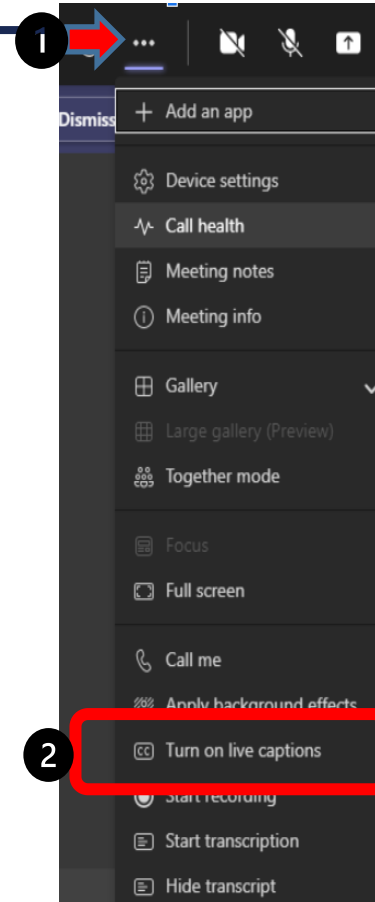 1
Dismiss
Add an app
Device settings
Call health
Meeting notes
Meeting info
Gallery
Large gallery (Preview)
Together mode
Focus
Full screen
Call me
Apply background effects
2
CC Turn on live captions
Start recording
Start transcription
Hide transcript